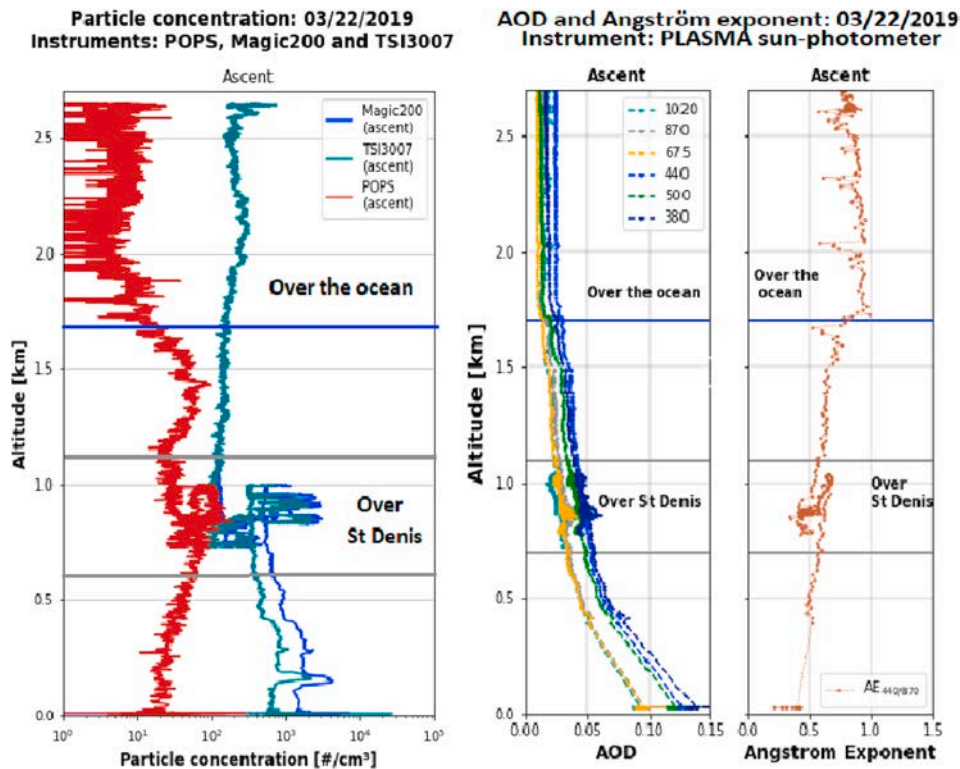 Particle concentration: 03/22/2019
Instruments: POPS, Magic200 and TSI3007
Ascent
Magic200
(ascent)
TSI3007
(ascent)
POPS
(ascent)
Over the ocean
Over
St Denis
Altitude [km]
2.5
2.0
1.5
1.0
0.5
0.0
10⁰
10¹
10²
10³
10⁴
10⁵
Particle concentration [#/cm³]
AOD and Angström exponent: 03/22/2019
Instrument: PLASMA sun-photometer
Ascent
1020
870
675
440
500
380
Over the ocean
Over St Denis
Altitude [km]
2.5
2.0
1.5
1.0
0.5
0.0
0.00
0.05
0.10
0.15
AOD
Ascent
Over the
ocean
Over
St Denis
AE 440/870
0.0
0.5
1.0
1.5
Angstrom Exponent